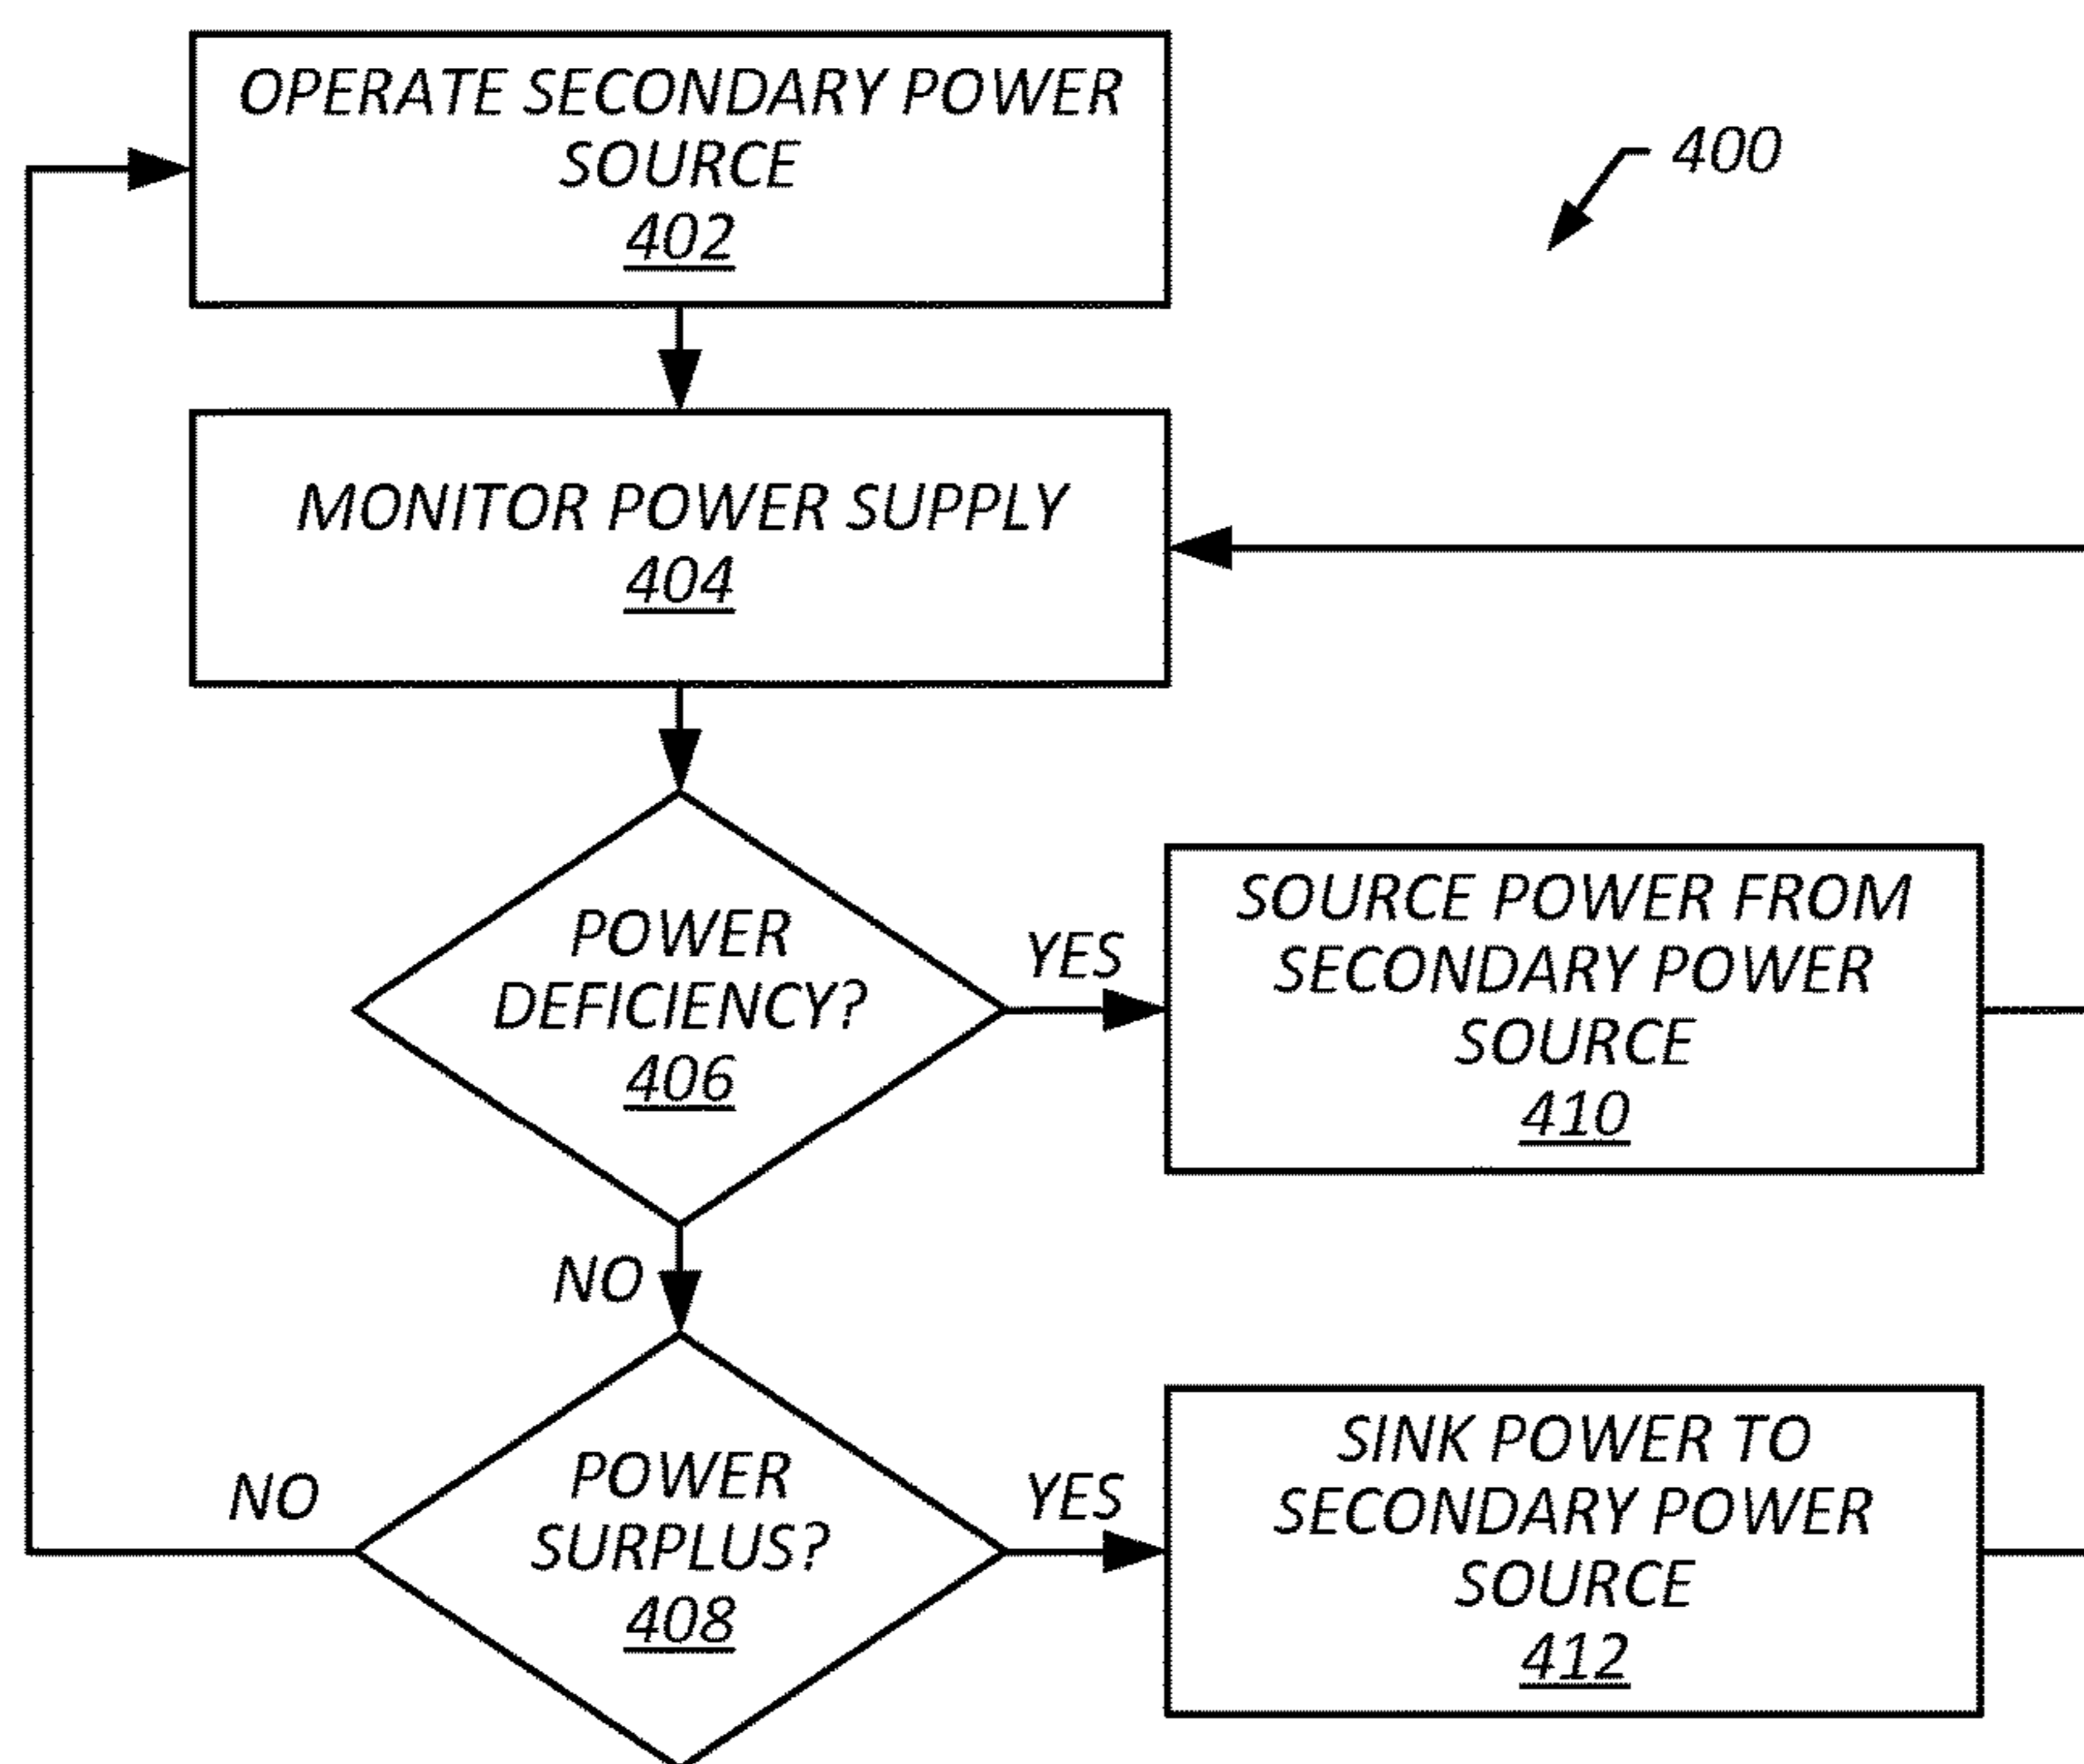 OPERATE SECONDARY POWER
SOURCE
402
400
MONITOR POWER SUPPLY
404
POWER
DEFICIENCY?
406
YES
SOURCE POWER FROM
SECONDARY POWER
SOURCE
410
NO
POWER
SURPLUS?
408
NO
YES
SINK POWER TO
SECONDARY POWER
SOURCE
412